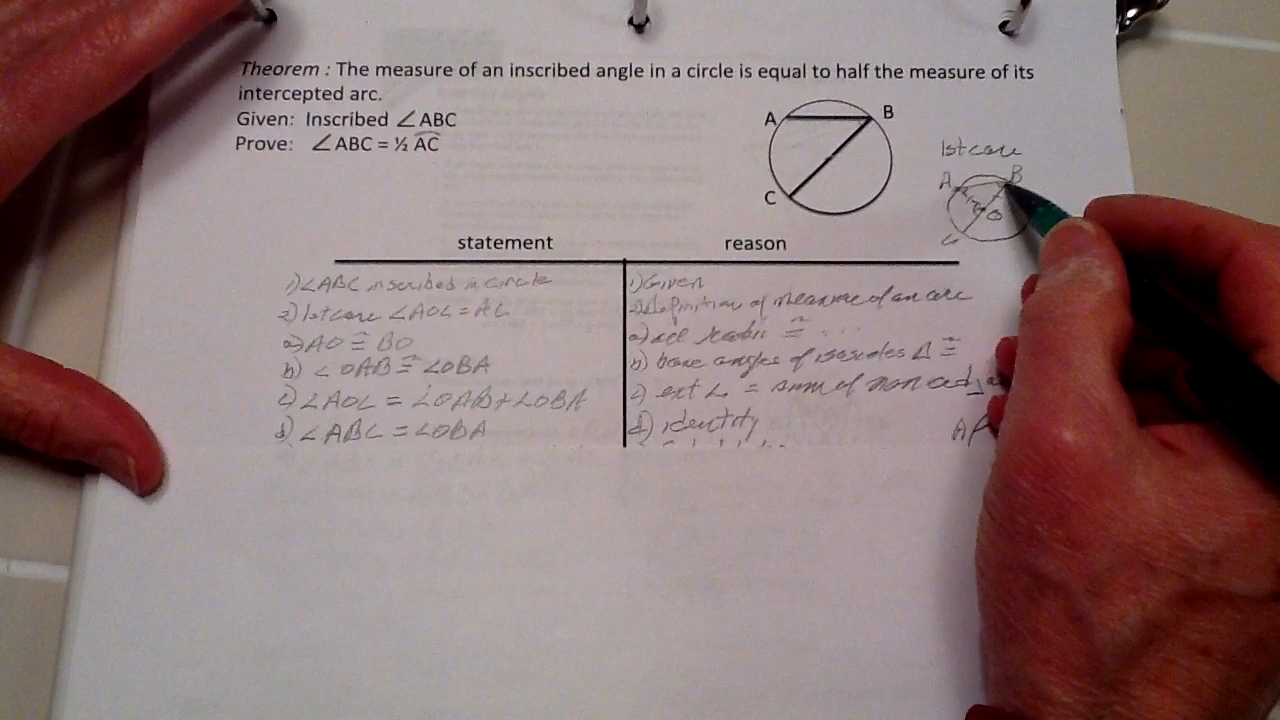 Theorem : The measure of an inscribed angle in a circle is equal to half the measure of its
intercepted arc.
Given: Inscribed ∠ABC
Prove: ∠ABC = ½ AC
A
B
C
1st case
A
B
O
C
statement reason
1) ∠ABC inscribed in circle
1) Given
2) 1st case ∠AOC = AC
2) Definition of measure of an arc
a) AO ≅ BO
a) all radii ≅
b) ∠OAB ≅ ∠OBA
b) base angles of isosceles Δ ≅
c) ∠AOC = ∠OAB + ∠OBA
c) ext ∠ = sum of non adj
d) ∠ABC = ∠OBA
d) identity